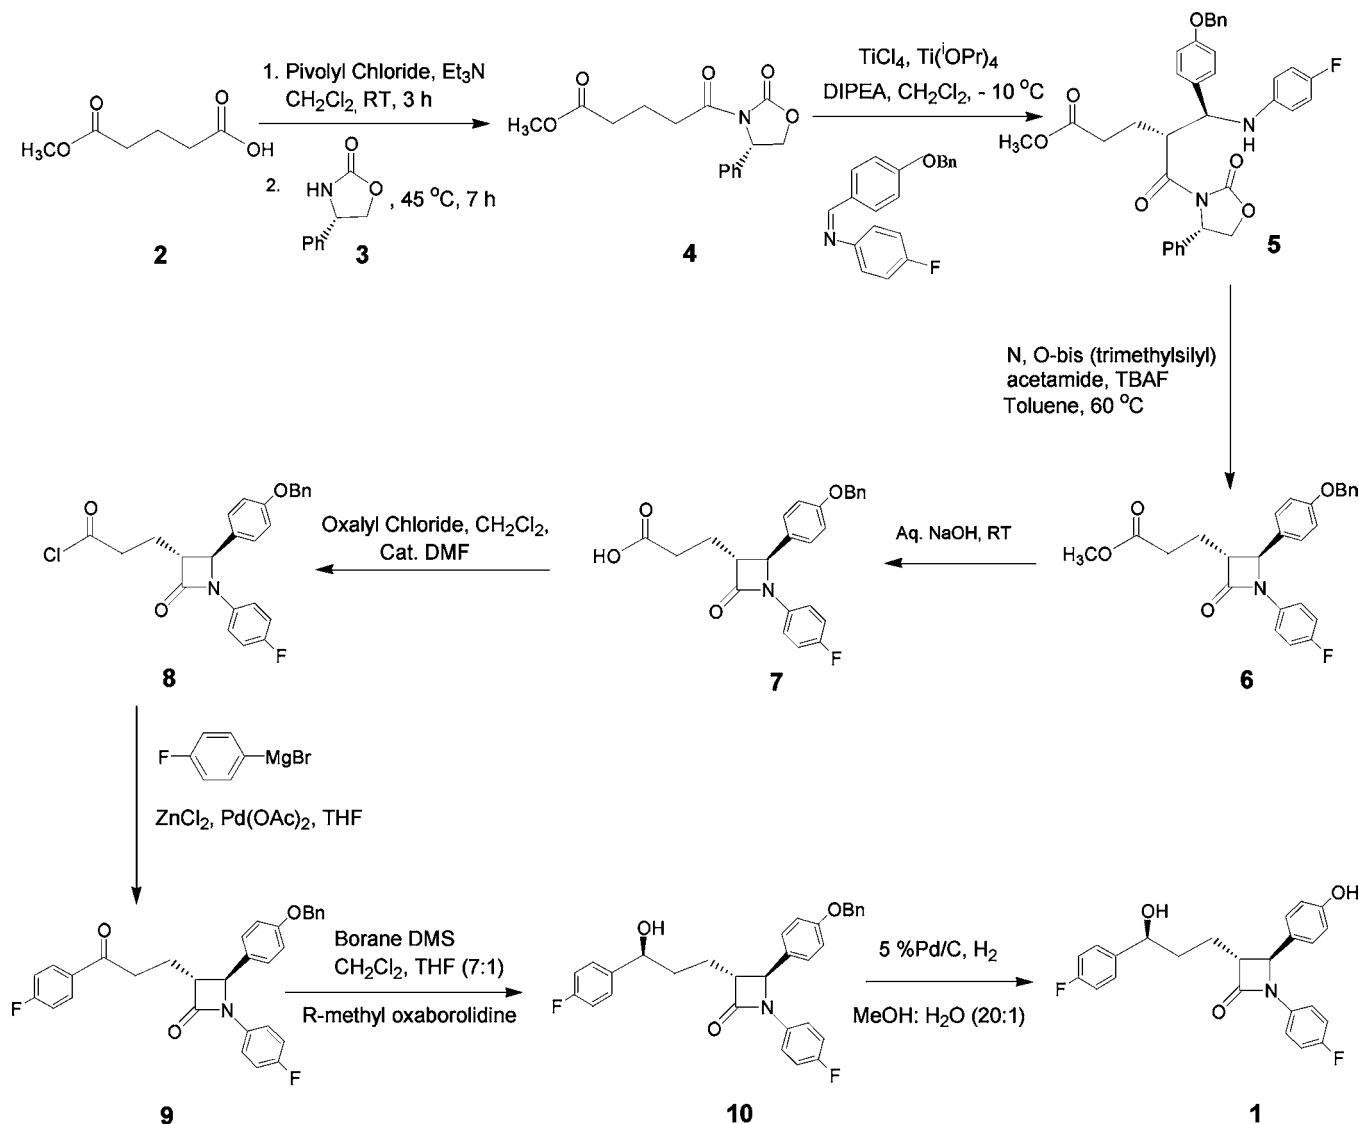 O
H₃CO
O
OH
2
1. Pivolyl Chloride, Et₃N
CH₂Cl₂, RT, 3 h
2.
O
HN
O
Ph
3
, 45 °C, 7 h
O
H₃CO
O
O
N
O
Ph
4
TiCl₄, Ti(ⁱOPr)₄
DIPEA, CH₂Cl₂, - 10 °C
OBn
N
F
OBn
F
O
H₃CO
N
H
O
O
N
O
Ph
5
N, O-bis (trimethylsilyl)
acetamide, TBAF
Toluene, 60 °C
O
Cl
OBn
O
N
F
8
Oxalyl Chloride, CH₂Cl₂,
Cat. DMF
O
HO
OBn
O
N
F
7
Aq. NaOH, RT
O
H₃CO
OBn
O
N
F
6
F
MgBr
ZnCl₂, Pd(OAc)₂, THF
O
F
OBn
O
N
F
9
Borane DMS
CH₂Cl₂, THF (7:1)
R-methyl oxaborolidine
OH
F
OBn
O
N
F
10
5 %Pd/C, H₂
MeOH: H₂O (20:1)
OH
F
OH
O
N
F
1